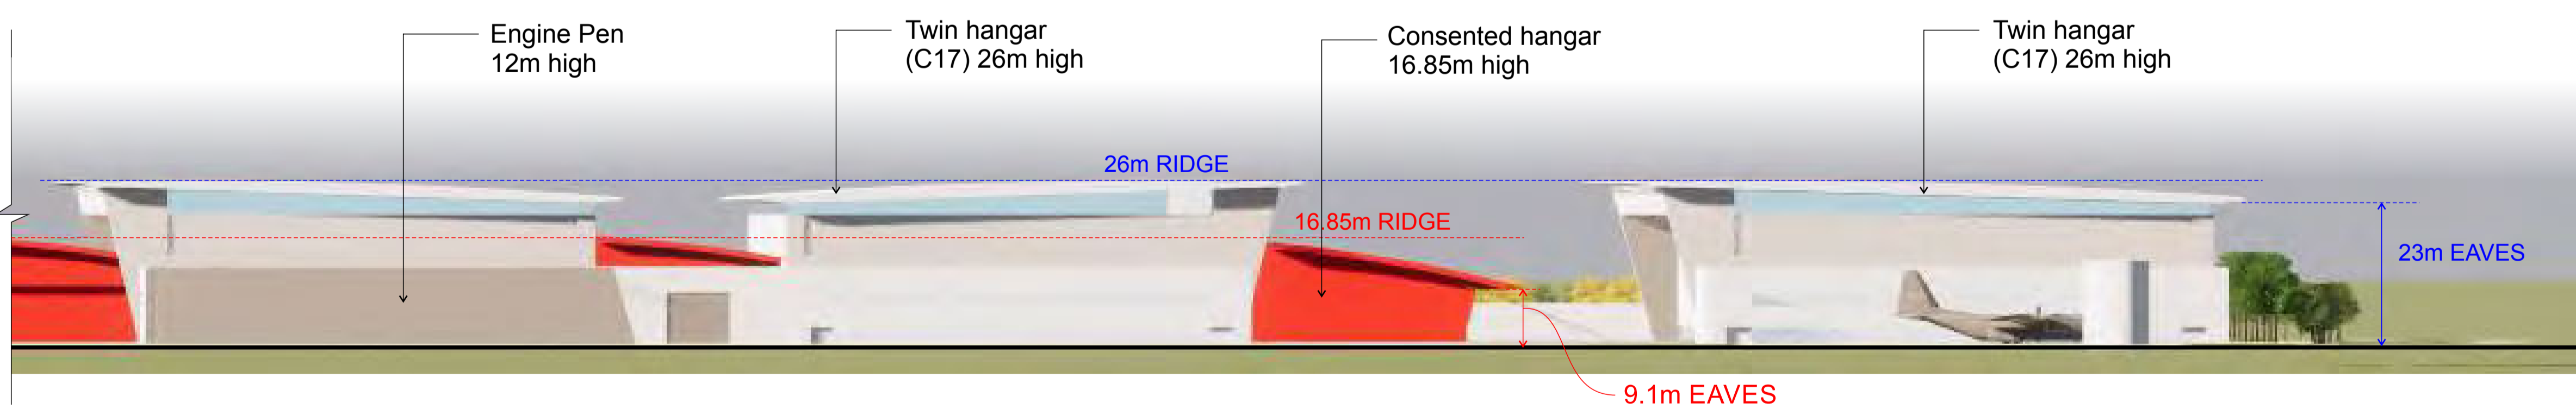 Engine Pen
12m high
Twin hangar
(C17) 26m high
Consented hangar
16.85m high
Twin hangar
(C17) 26m high
26m RIDGE
16.85m RIDGE
23m EAVES
9.1m EAVES